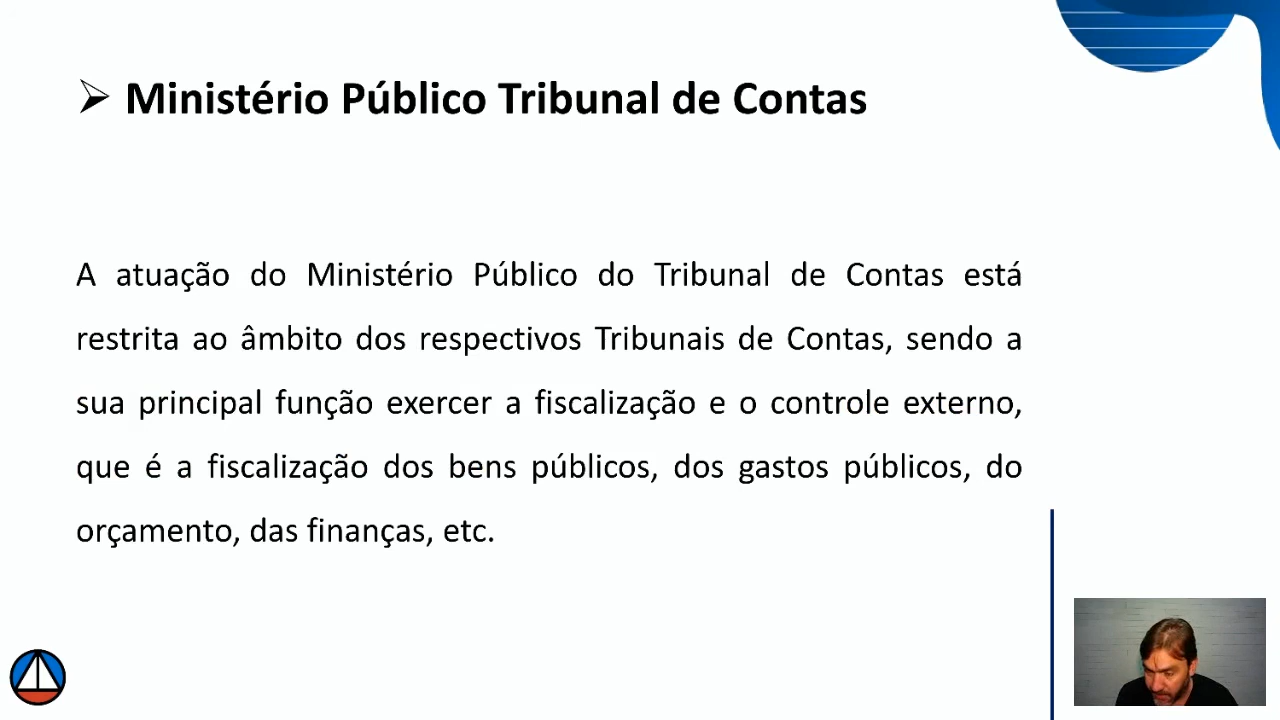 Ministério Público Tribunal de Contas
A atuação do Ministério Público do Tribunal de Contas está
restrita ao âmbito dos respectivos Tribunais de Contas, sendo a
sua principal função exercer a fiscalização e o controle externo,
que é a fiscalização dos bens públicos, dos gastos públicos, do
orçamento, das finanças, etc.